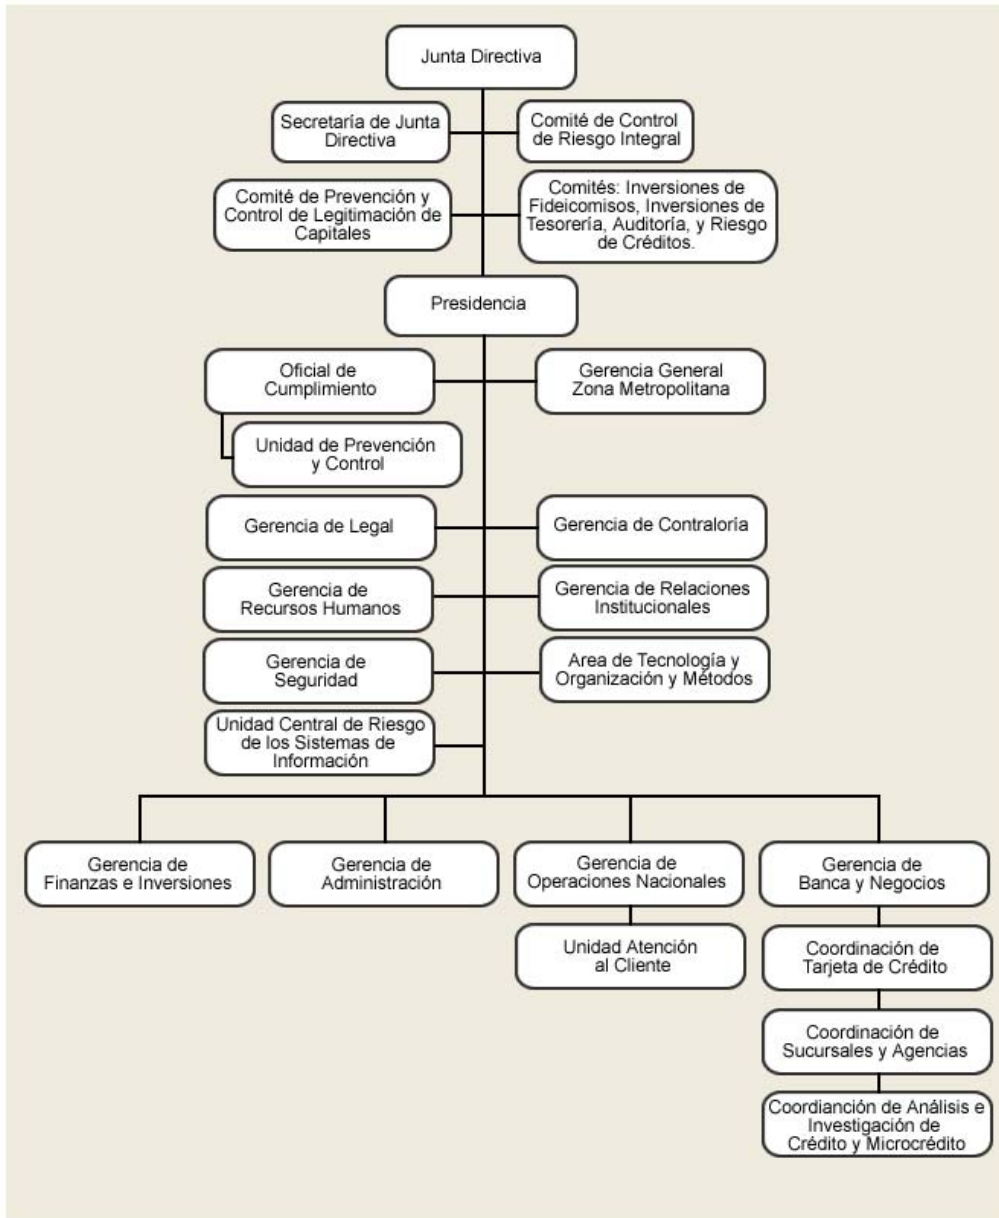 Junta Directiva
Secretaría de Junta
Directiva
Comité de Control
de Riesgo Integral
Comité de Prevención y
Control de Legitimación de
Capitales
Comités: Inversiones de
Fideicomisos, Inversiones de
Tesorería, Auditoría, y Riesgo
de Créditos.
Presidencia
Oficial de
Cumplimiento
Gerencia General
Zona Metropolitana
Unidad de Prevención
y Control
Gerencia de Legal
Gerencia de Contraloría
Gerencia de
Recursos Humanos
Gerencia de Relaciones
Institucionales
Gerencia de
Seguridad
Area de Tecnología y
Organización y Métodos
Unidad Central de Riesgo
de los Sistemas de
Información
Gerencia de
Finanzas e Inversiones
Gerencia de
Administración
Gerencia de
Operaciones Nacionales
Gerencia de
Banca y Negocios
Unidad Atención
al Cliente
Coordinación de
Tarjeta de Crédito
Coordinación de
Sucursales y Agencias
Coordianción de Análisis e
Investigación de
Crédito y Microcrédito